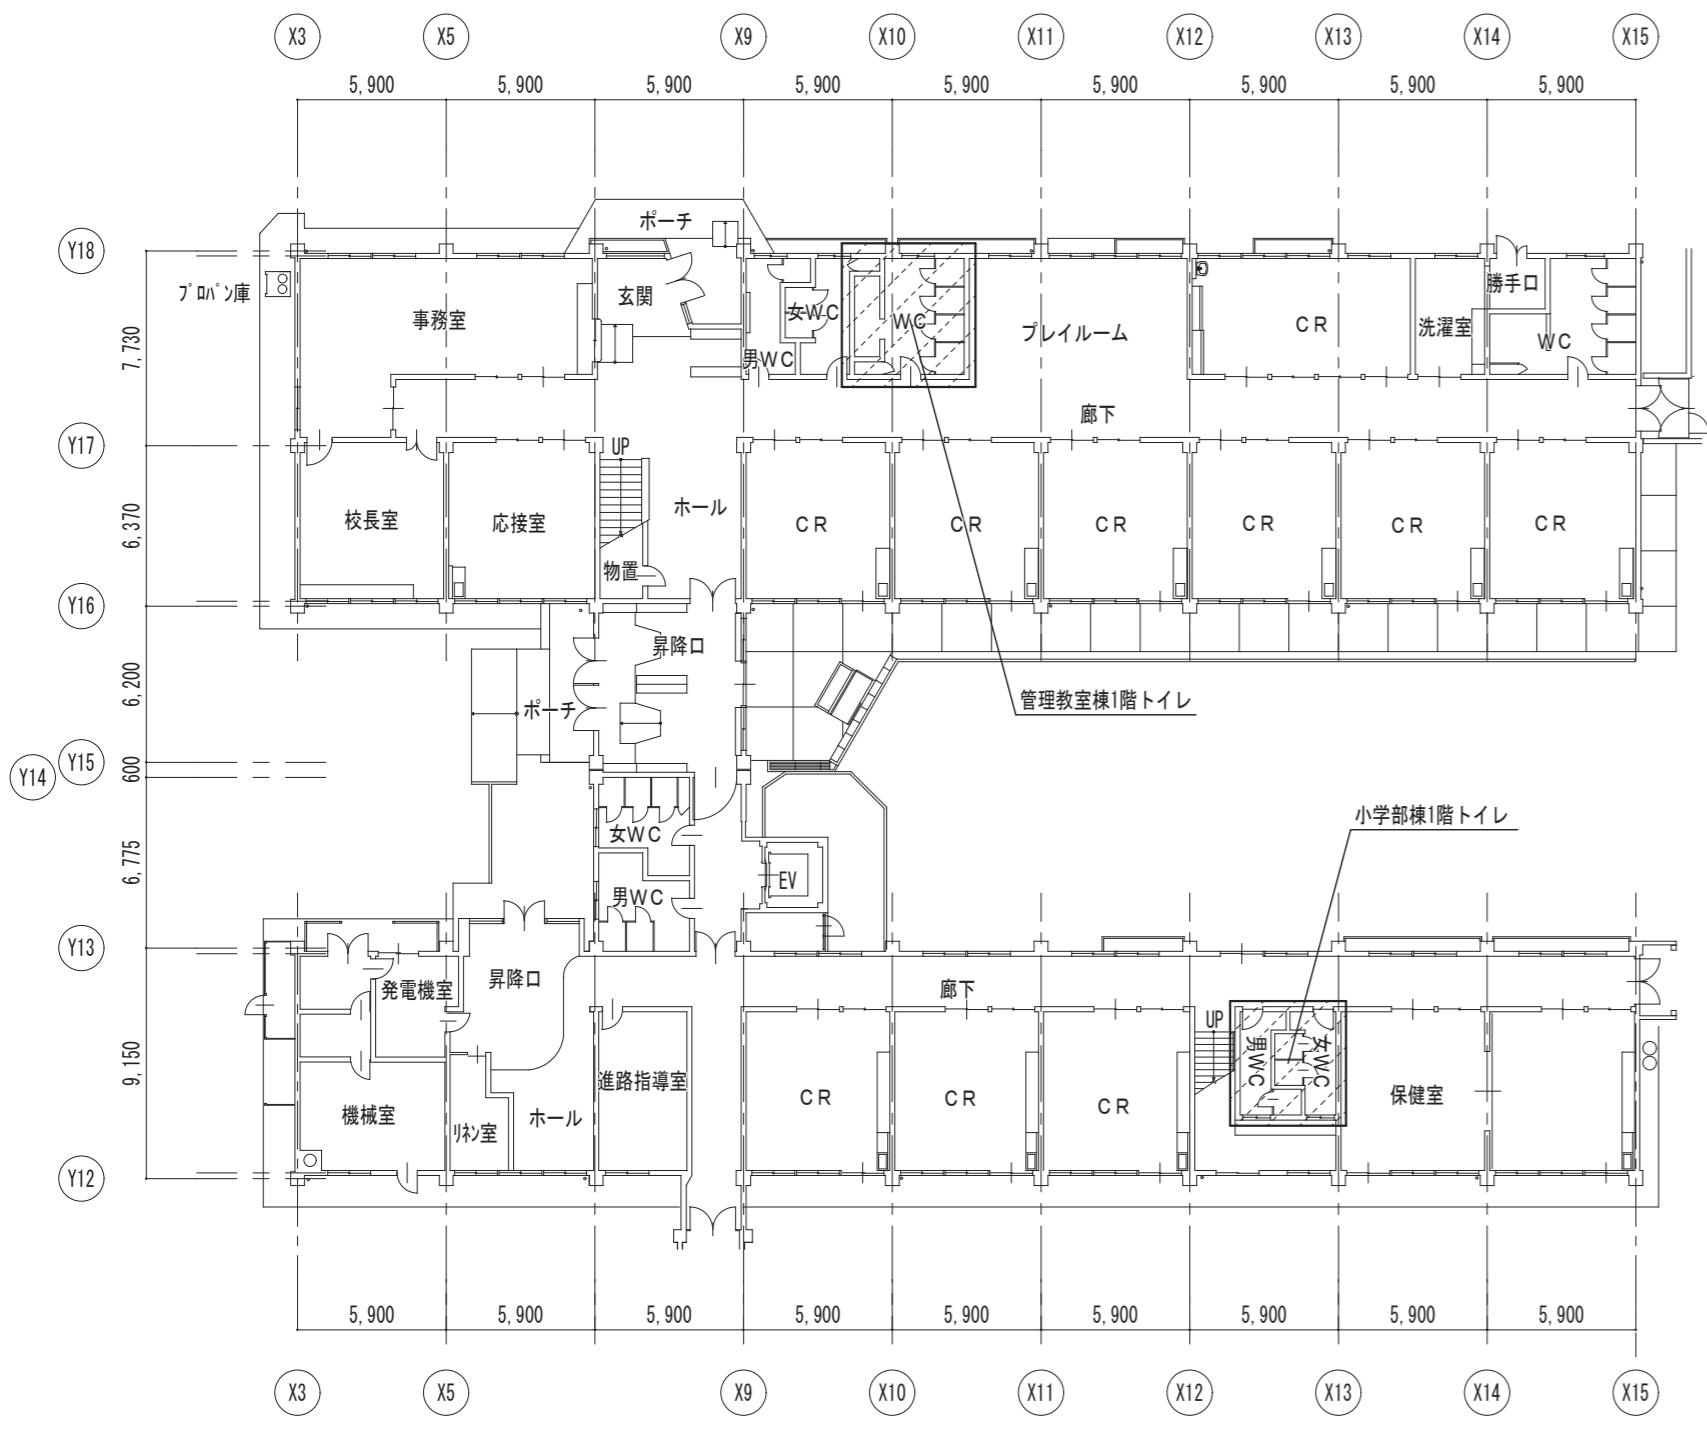 X3 X5 X9 X10 X11 X12 X13 X14 X15
5,900 5,900 5,900 5,900 5,900 5,900 5,900 5,900 5,900
Y18
ポーチ
プロパン庫
事務室
玄関
女WC
男WC
WC
プレイルーム
CR
洗濯室
勝手口
WC
7,730
廊下
Y17
UP
校長室
応接室
物置
ホール
CR
CR
CR
CR
CR
CR
6,370
Y16
昇降口
ポーチ
管理教室棟1階トイレ
6,200
Y15
Y14
600
女WC
男WC
EV
小学部棟1階トイレ
6,775
Y13
発電機室
昇降口
廊下
UP
男WC
女WC
進路指導室
機械室
リネン室
ホール
CR
CR
CR
保健室
9,150
Y12
5,900 5,900 5,900 5,900 5,900 5,900 5,900 5,900 5,900
X3 X5 X9 X10 X11 X12 X13 X14 X15